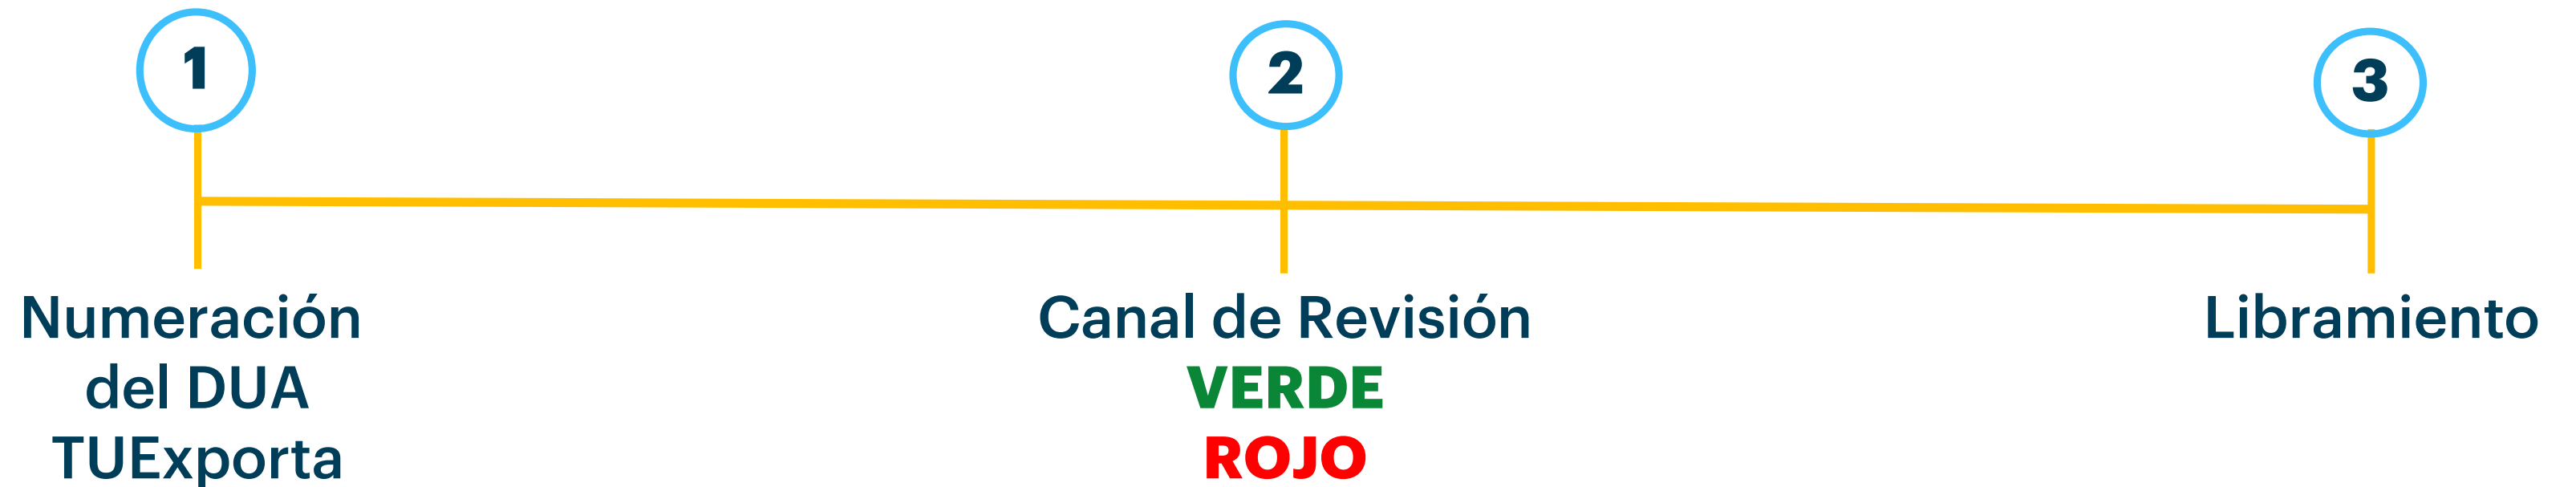 1
2
3
Numeración
del DUA
TUExporta
Canal de Revisión
VERDE
ROJO
Libramiento